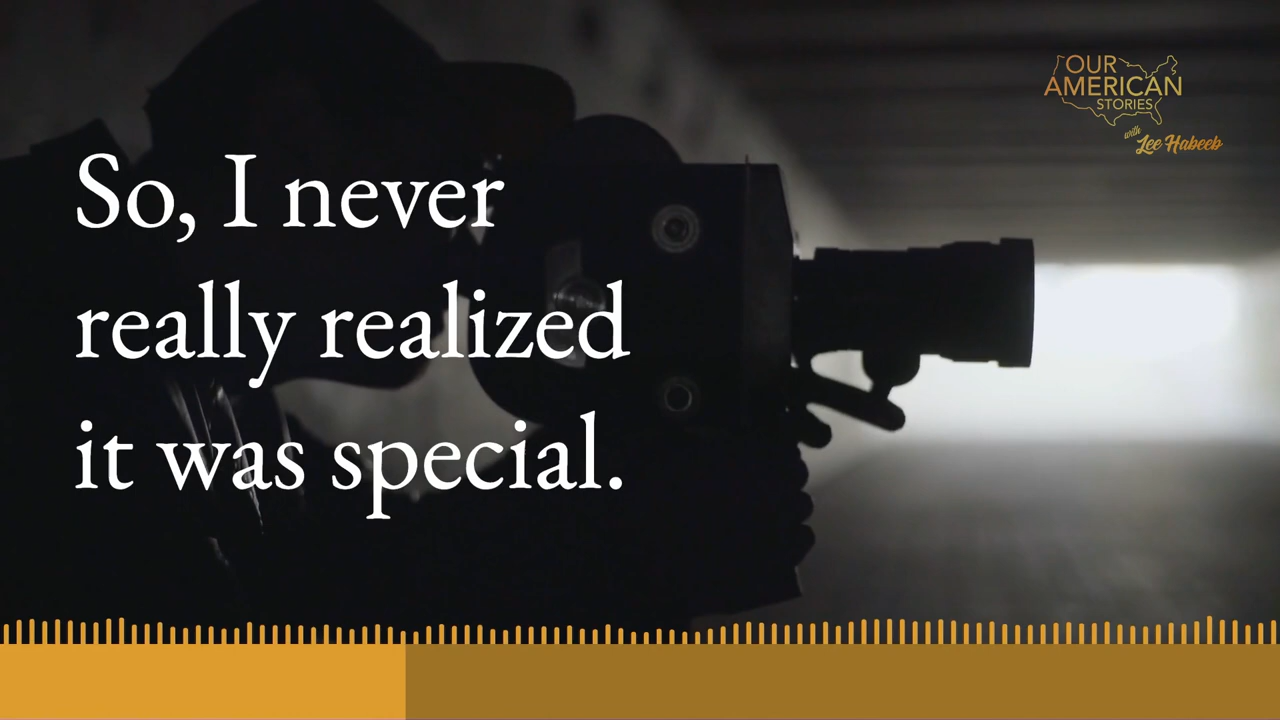 OUR
AMERICAN
STORIES
with
Lee Habeeb
So, I never
really realized
it was special.